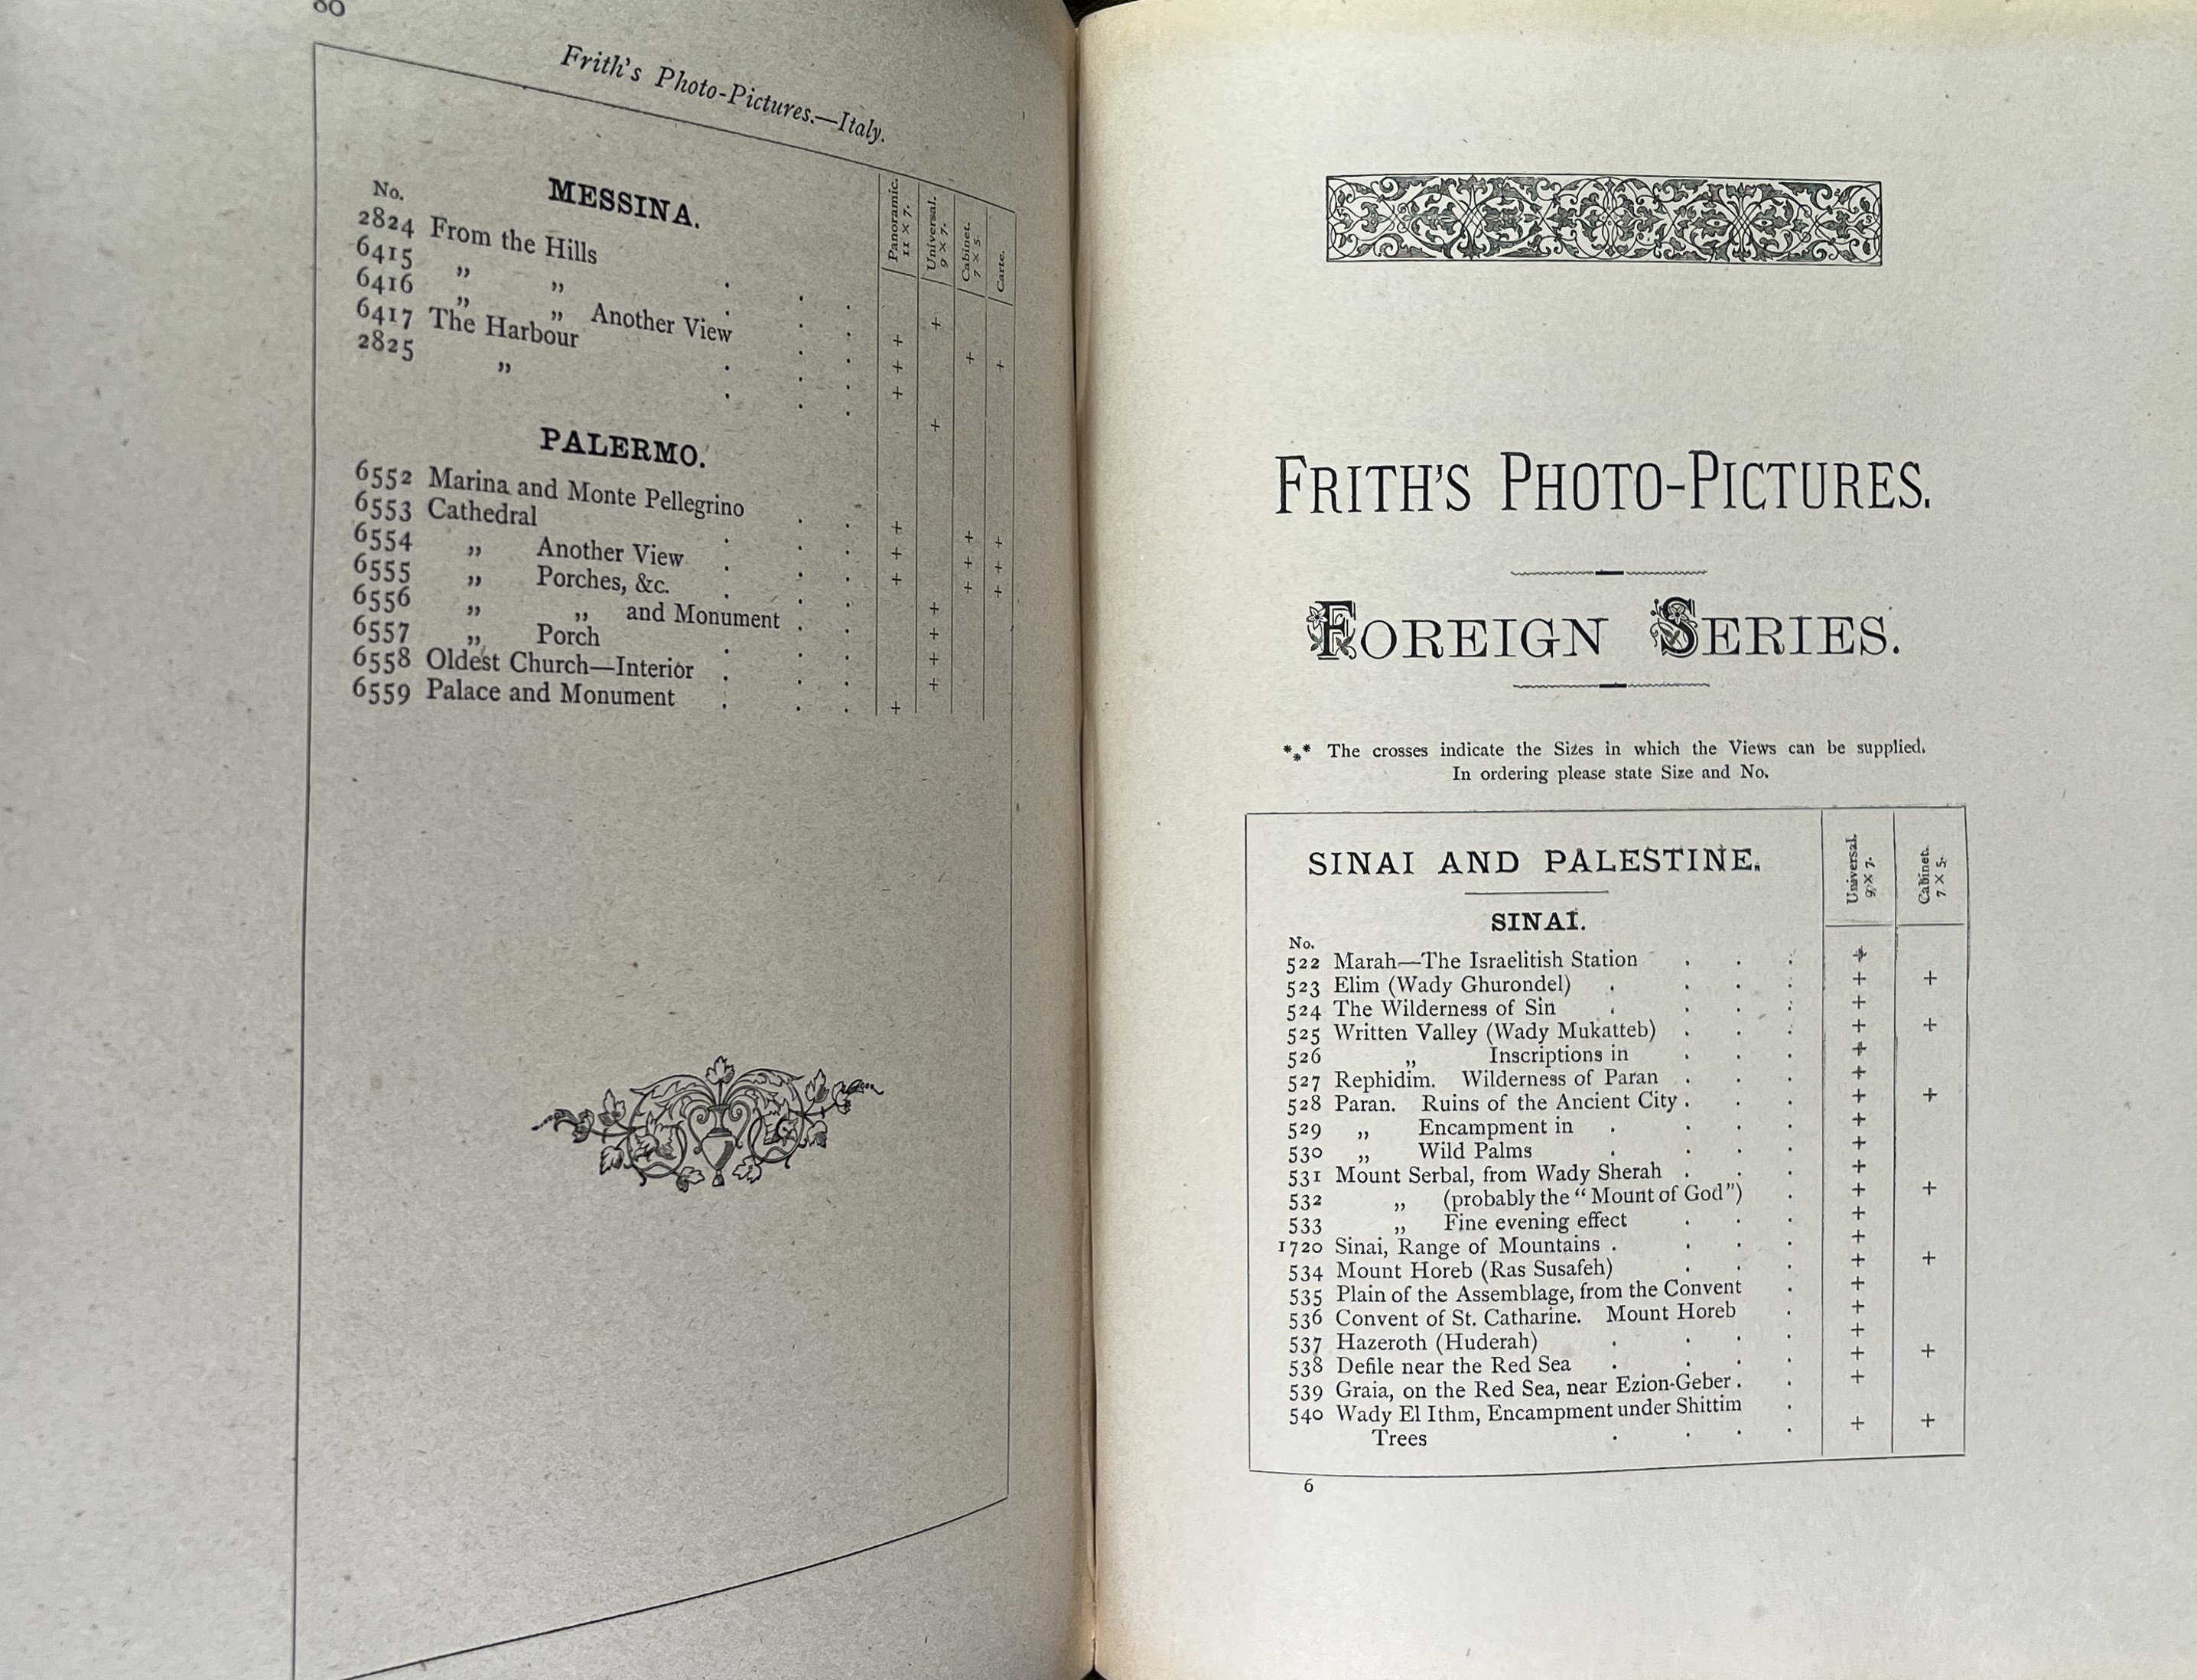 80
Frith's Photo-Pictures.—Italy.
MESSINA.
Panoramic. 11 × 7.
Universal. 9 × 7.
Cabinet. 7 × 5.
Carte.
No.
2824 From the Hills . . . +
6415 „ „ . . . + + +
6416 „ „ Another View . . +
6417 The Harbour . . . +
2825 „ . . . +
PALERMO.
6552 Marina and Monte Pellegrino . . + + +
6553 Cathedral . . . + + +
6554 „ Another View . . . + + +
6555 „ Porches, &c. . . . +
6556 „ „ and Monument . . +
6557 „ Porch . . . +
6558 Oldest Church—Interior . . . +
6559 Palace and Monument . . . +
FRITH'S PHOTO-PICTURES.
FOREIGN SERIES.
*** The crosses indicate the Sizes in which the Views can be supplied.
In ordering please state Size and No.
SINAI AND PALESTINE.
Universal. 9 × 7.
Cabinet. 7 × 5.
SINAI.
No.
522 Marah—The Israelitish Station . . . +
523 Elim (Wady Ghurondel) . . . . + +
524 The Wilderness of Sin . . . . +
525 Written Valley (Wady Mukatteb) . . . + +
526 „ Inscriptions in . . . +
527 Rephidim. Wilderness of Paran . . . +
528 Paran. Ruins of the Ancient City . . . + +
529 „ Encampment in . . . . +
530 „ Wild Palms . . . . +
531 Mount Serbal, from Wady Sherah . . . +
532 „ (probably the “Mount of God”) . + +
533 „ Fine evening effect . . . +
1720 Sinai, Range of Mountains . . . . +
534 Mount Horeb (Ras Susafeh) . . . + +
535 Plain of the Assemblage, from the Convent . +
536 Convent of St. Catharine. Mount Horeb . +
537 Hazeroth (Huderah) . . . . +
538 Defile near the Red Sea . . . . + +
539 Graia, on the Red Sea, near Ezion-Geber . . +
540 Wady El Ithm, Encampment under Shittim .
Trees . . . . + +
6